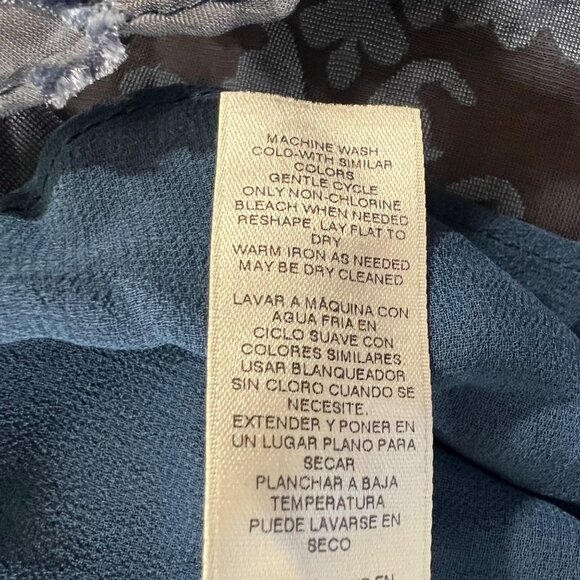 MACHINE WASH
COLD-WITH SIMILAR
COLORS
GENTLE CYCLE
ONLY NON-CHLORINE
BLEACH WHEN NEEDED
RESHAPE, LAY FLAT TO
DRY
WARM IRON AS NEEDED
MAY BE DRY CLEANED
LAVAR A MÁQUINA CON
AGUA FRIA EN
CICLO SUAVE CON
COLORES SIMILARES.
USAR BLANQUEADOR
SIN CLORO CUANDO SE
NECESITE.
EXTENDER Y PONER EN
UN LUGAR PLANO PARA
SECAR
PLANCHAR A BAJA
TEMPERATURA
PUEDE LAVARSE EN
SECO
EN